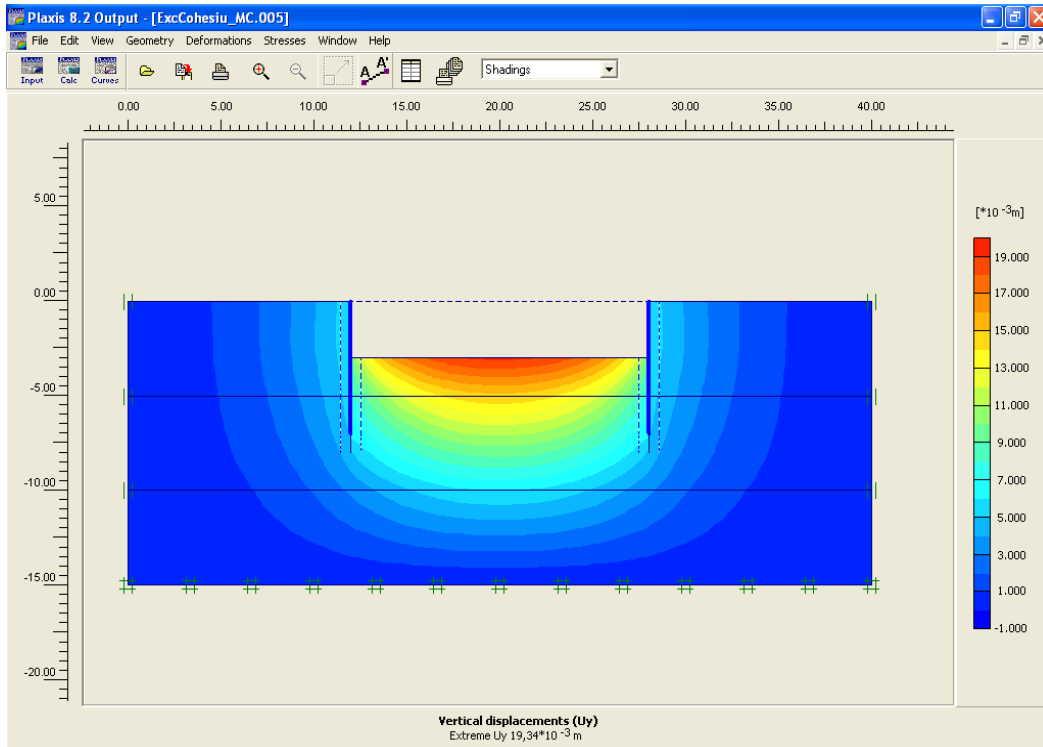 Plaxis 8.2 Output - [ExcCohesiu_MC.005]
File Edit View Geometry Deformations Stresses Window Help
Input Calc Curves A A' Shadings
0.00 5.00 10.00 15.00 20.00 25.00 30.00 35.00 40.00
5.00
0.00
-5.00
-10.00
-15.00
-20.00
[*10 -3m]
19.000
17.000
15.000
13.000
11.000
9.000
7.000
5.000
3.000
1.000
-1.000
Vertical displacements (Uy)
Extreme Uy 19,34*10 -3 m